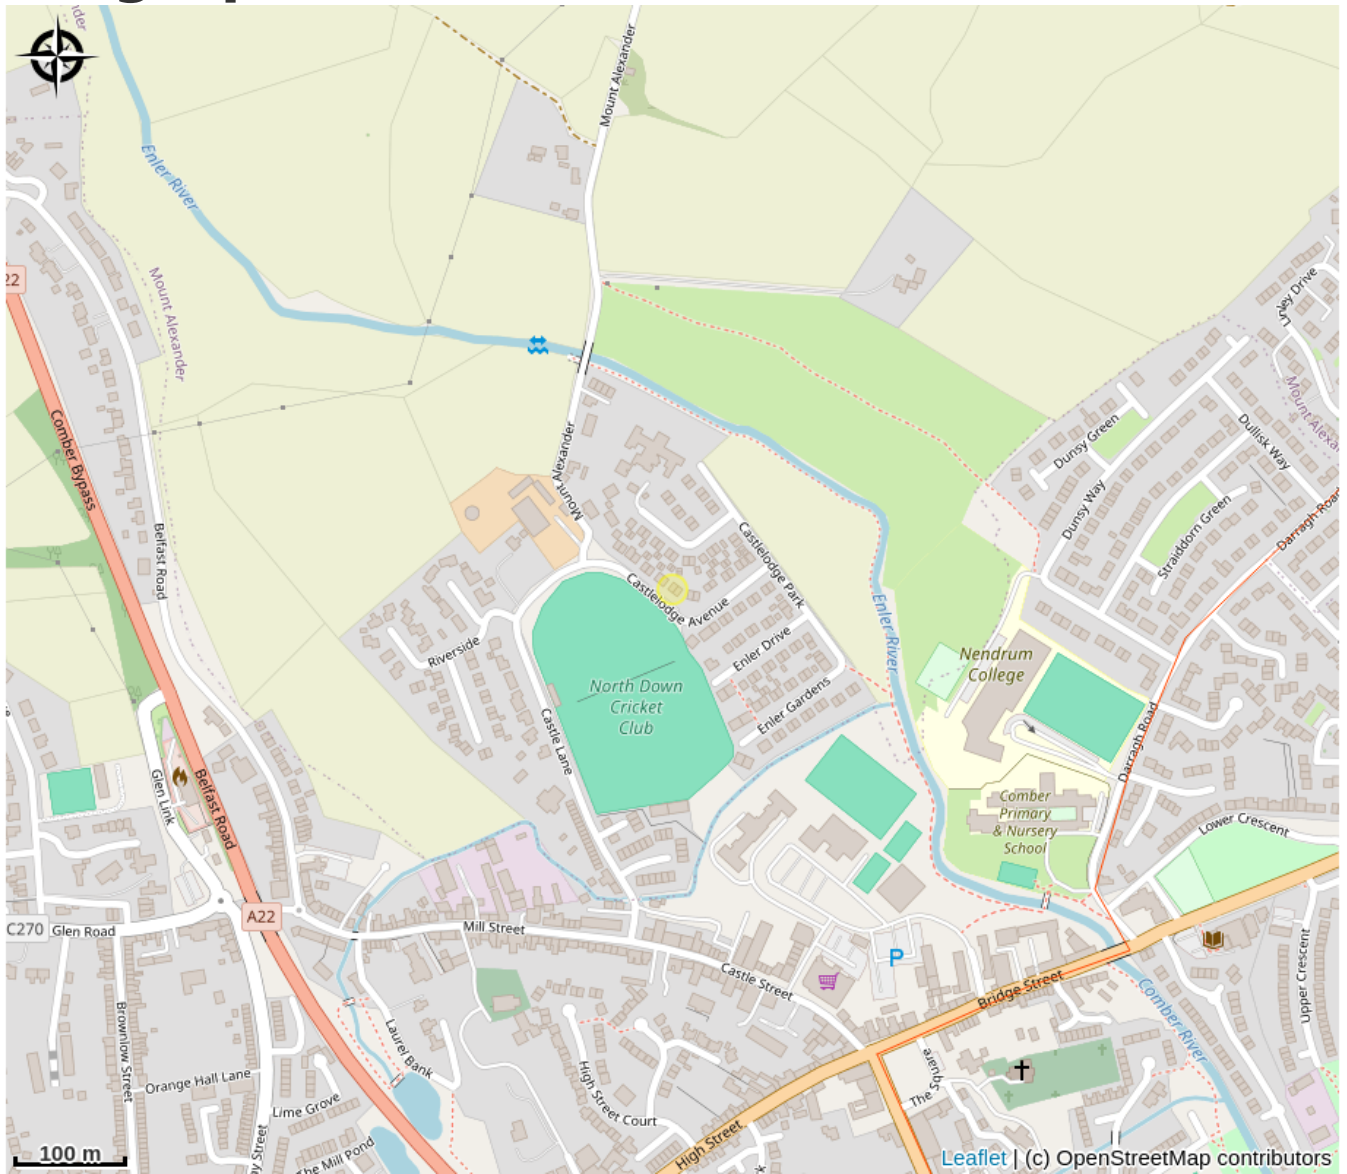 Mount Alexander
Enler River
22
Mount Alexander
Linley Drive
Mount
Alexander
Comber Bypass
Belfast Road
Dunsy Green
Dullisk Way
Dunsy Way
Straiddorn Green
Darragh Road
Castlelodge Park
Castlelodge Avenue
Enler River
Riverside
Enler Drive
Enler Gardens
North Down
Cricket
Club
Nendrum
College
Castle Lane
Darragh Road
Glen Link
Belfast Road
Comber
Primary
& Nursery
School
Lower Crescent
A22
C270
Glen Road
Mill Street
Castle Street
P
Bridge Street
Comber River
Upper Crescent
Brownlow Street
Laurel Bank
Orange Hall Lane
Lime Grove
High Street Court
The Square
The Mill Pond
High Street
100 m
Leaflet | (c) OpenStreetMap contributors